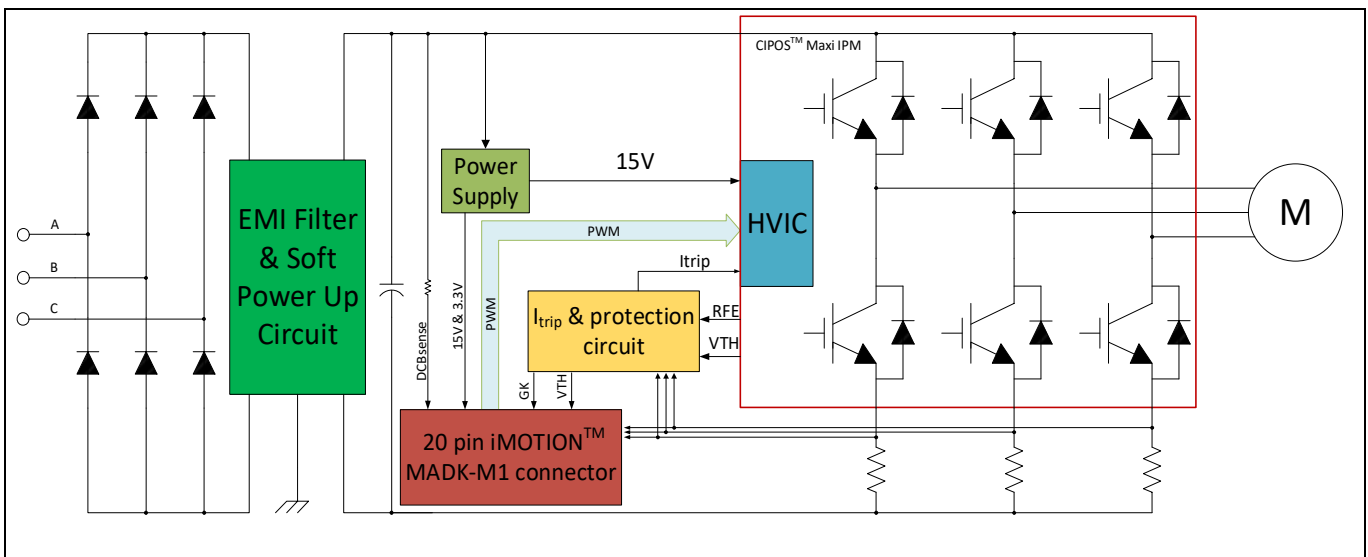 CIPOS™ Maxi IPM
Power
Supply
15V
EMI Filter
& Soft
Power Up
Circuit
HVIC
M
A
B
C
PWM
Itrip
DCBsense
15V & 3.3V
PWM
Itrip & protection
circuit
RFE
VTH
GK
VTH
20 pin iMOTION™
MADK-M1 connector